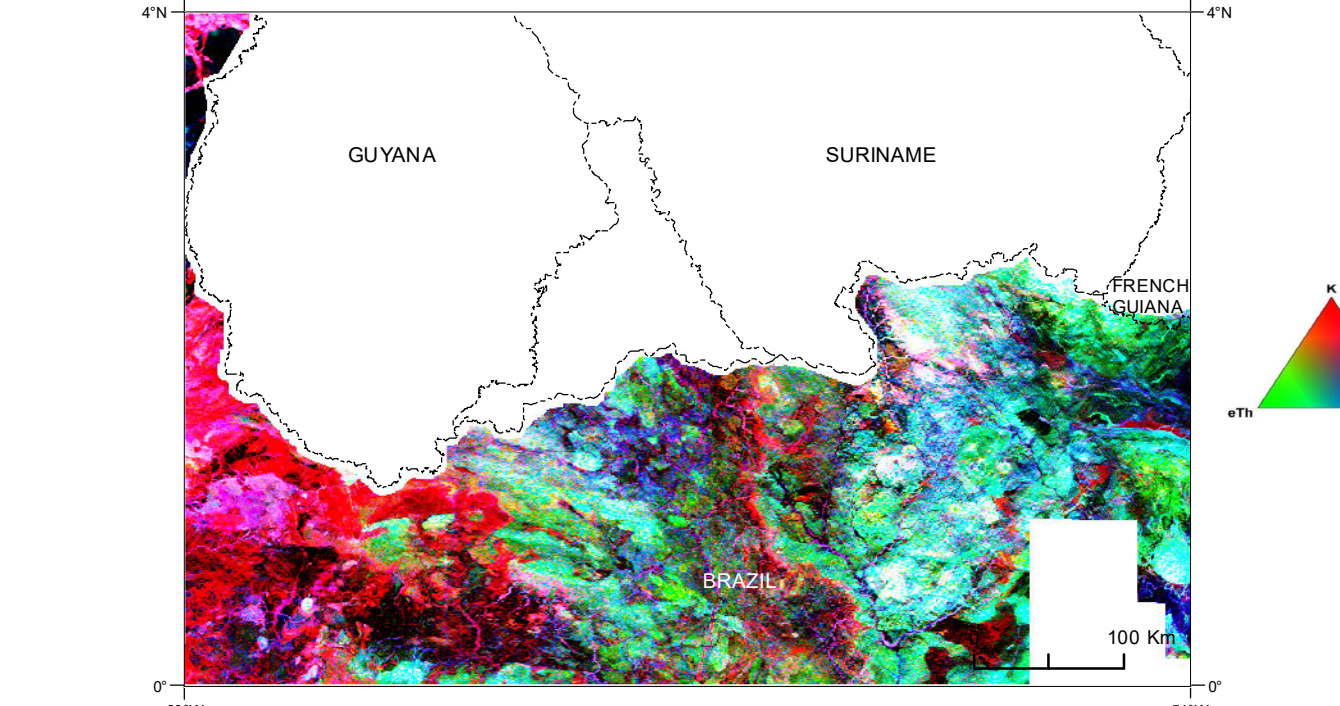 4°N
4°N
GUYANA
SURINAME
FRENCH
GUIANA
K
eTh
BRAZIL
100 Km
0°
0°